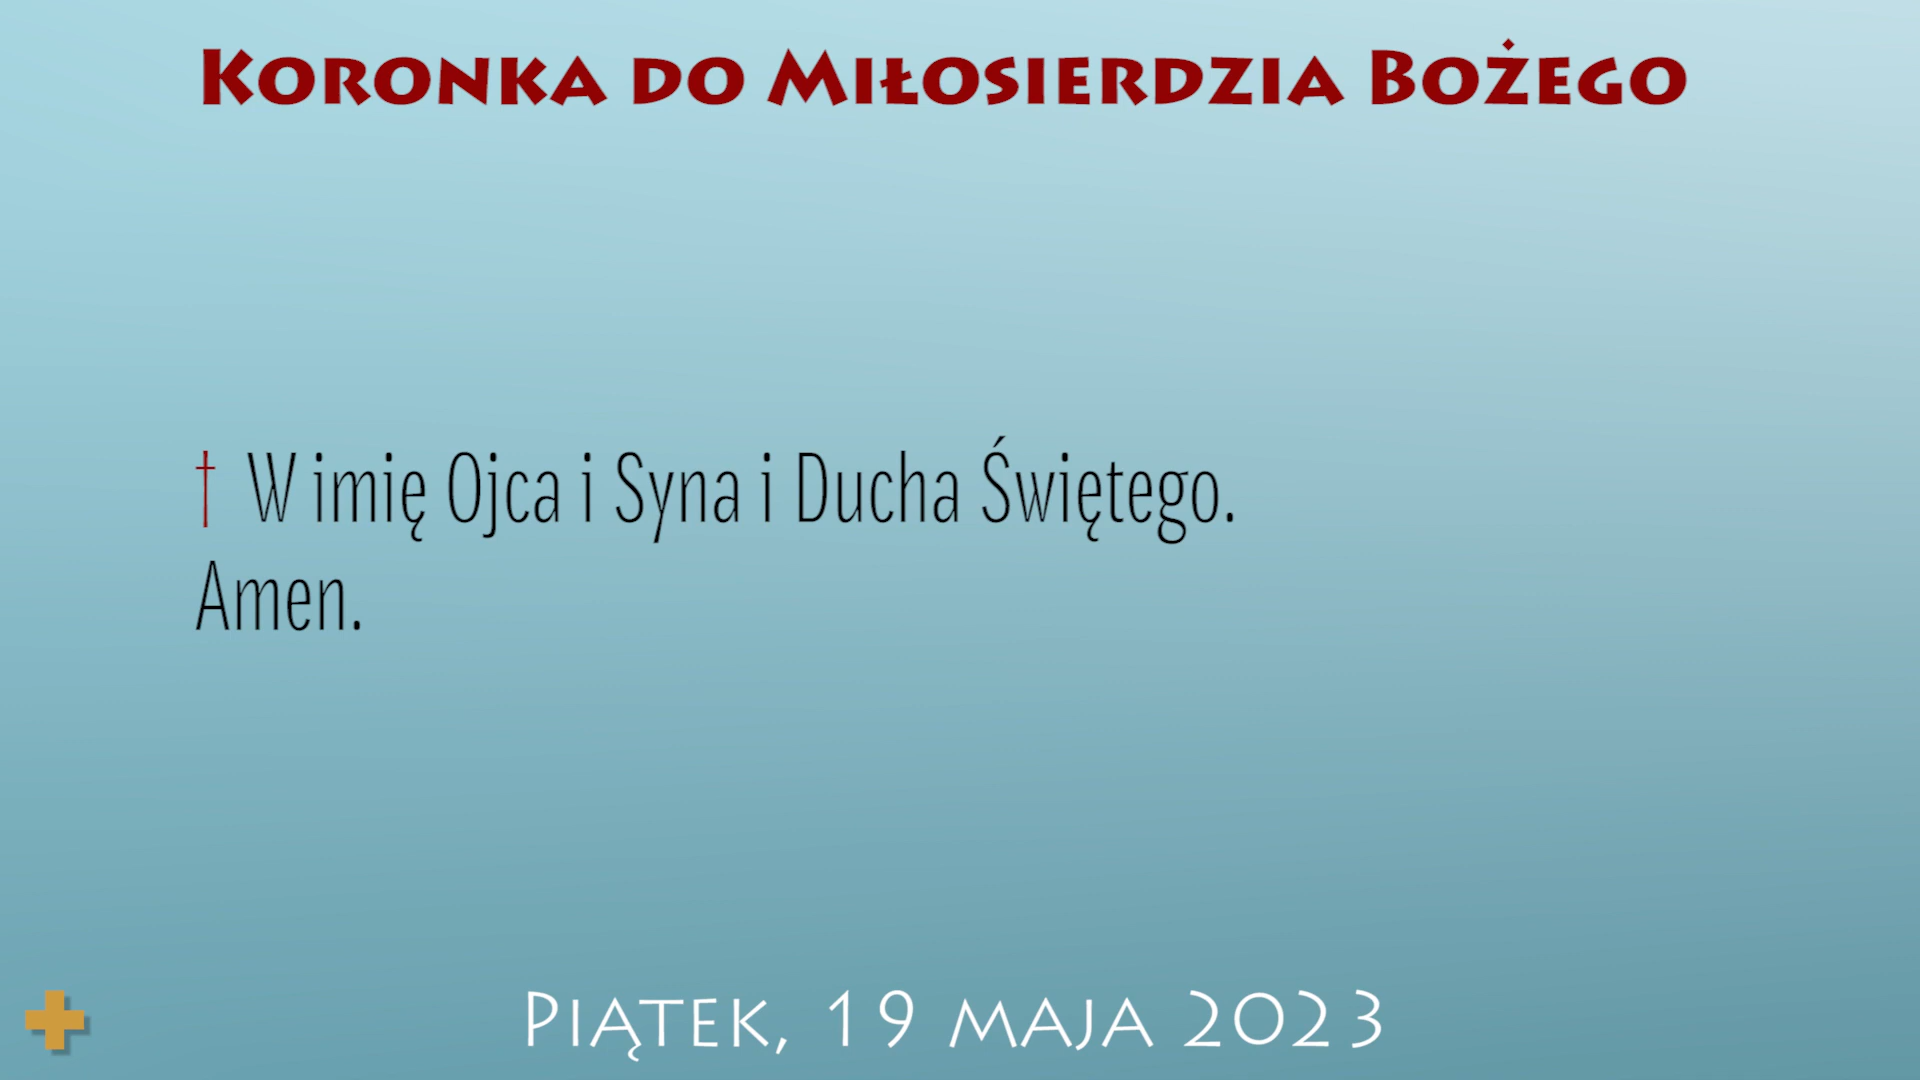 Koronka do Miłosierdzia Bożego
† W imię Ojca i Syna i Ducha Świętego.
Amen.
Piątek, 19 maja 2023